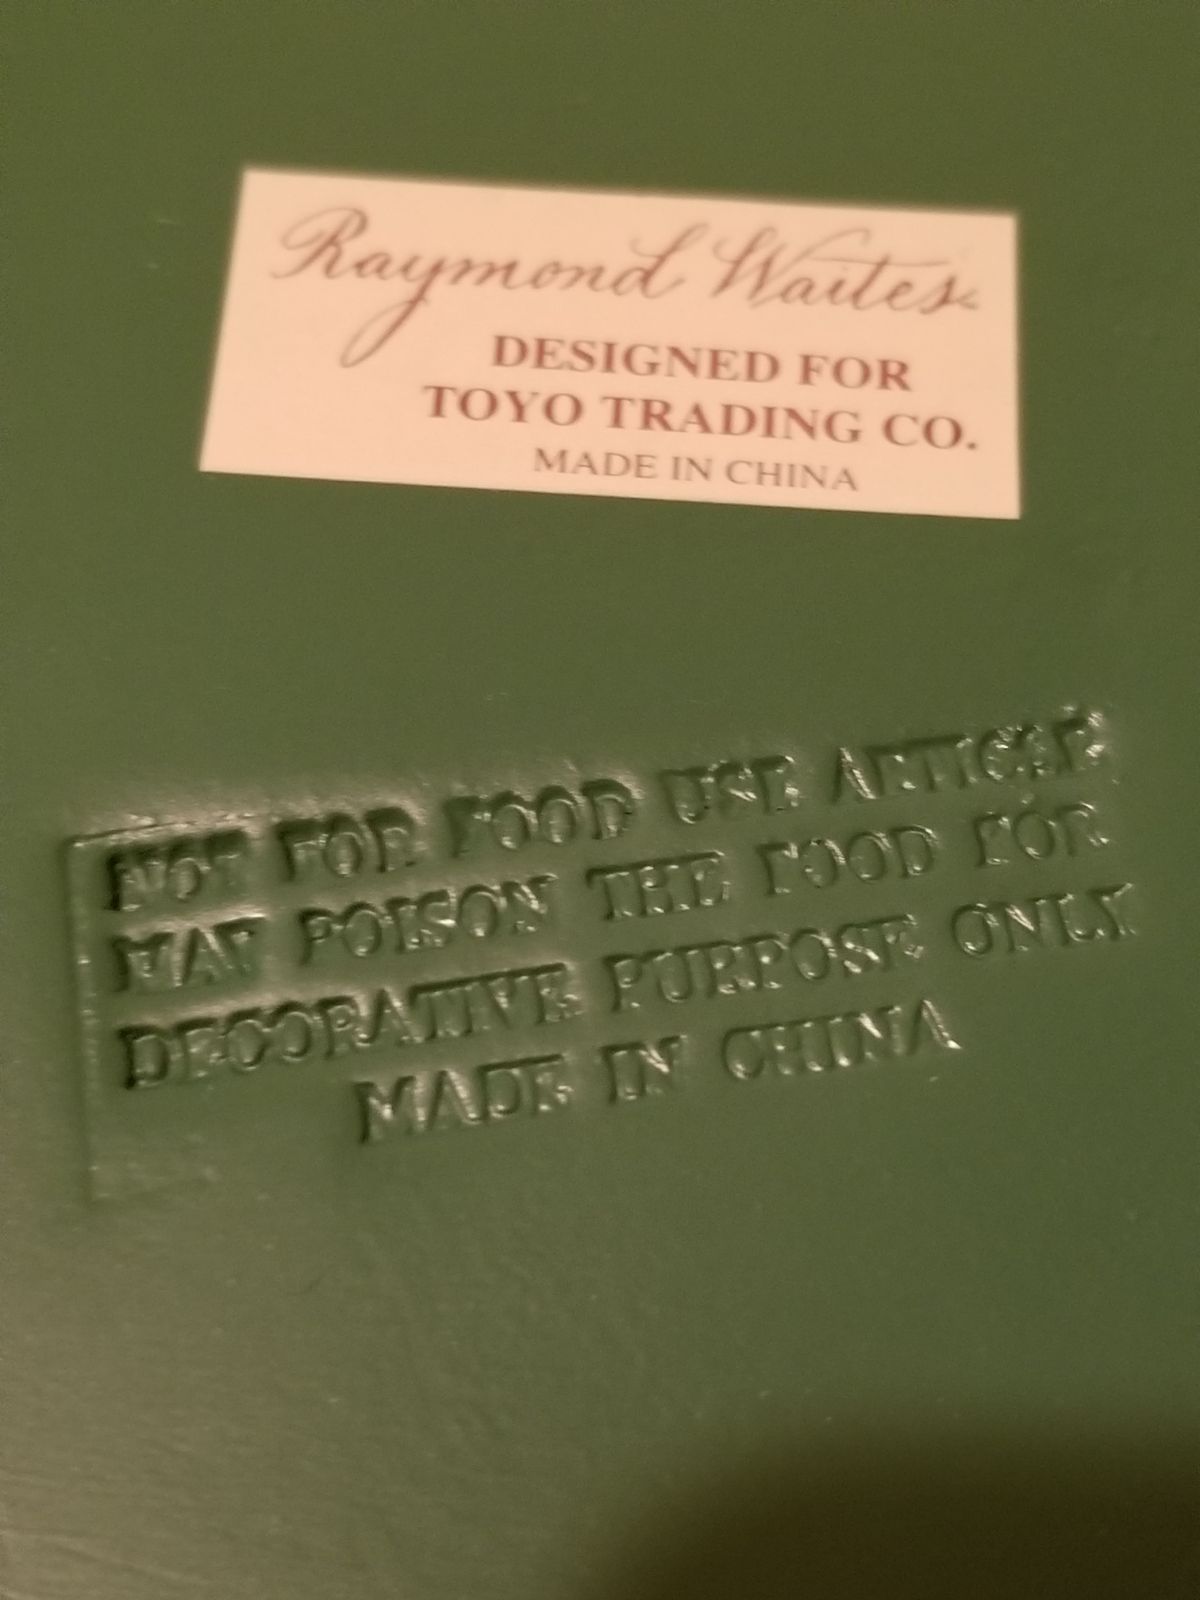 Raymond Waites
DESIGNED FOR
TOYO TRADING CO.
MADE IN CHINA
NOT FOR FOOD USE ARTICLE
MAY POISON THE FOOD FOR
DECORATIVE PURPOSE ONLY
MADE IN CHINA